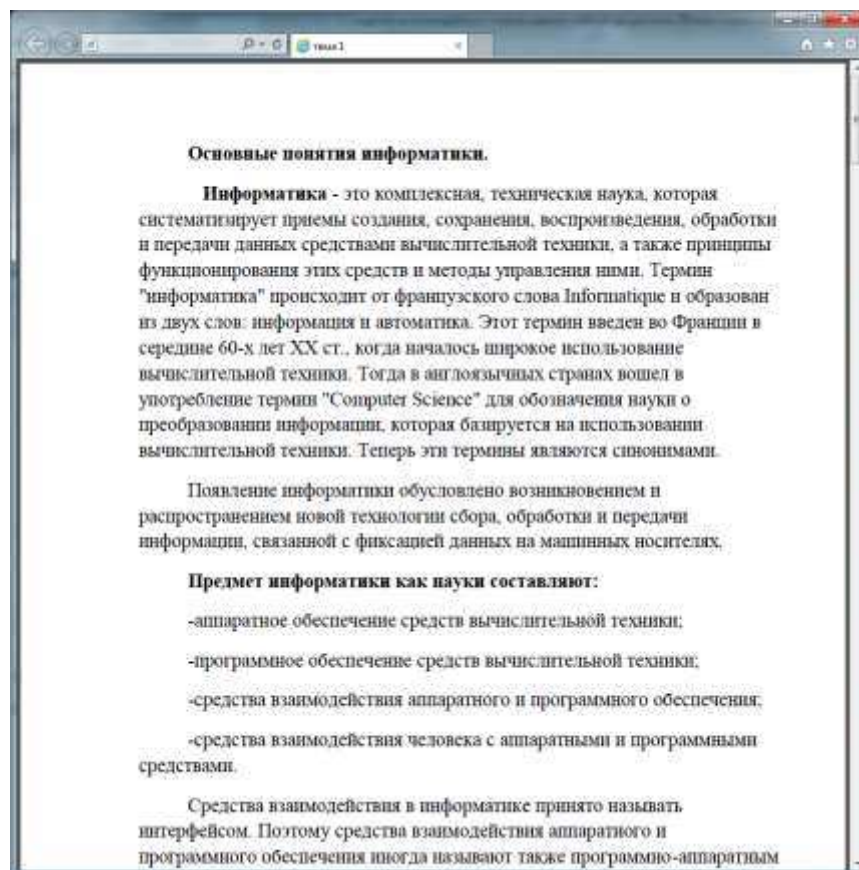 тема 1
Основные понятия информатики.
Информатика - это комплексная, техническая наука, которая
систематизирует приемы создания, сохранения, воспроизведения, обработки
и передачи данных средствами вычислительной техники, а также принципы
функционирования этих средств и методы управления ними. Термин
"информатика" происходит от французского слова Informatique и образован
из двух слов: информация и автоматика. Этот термин введен во Франции в
середине 60-х лет XX ст., когда началось широкое использование
вычислительной техники. Тогда в англоязычных странах вошел в
употребление термин "Computer Science" для обозначения науки о
преобразовании информации, которая базируется на использовании
вычислительной техники. Теперь эти термины являются синонимами.
Появление информатики обусловлено возникновением и
распространением новой технологии сбора, обработки и передачи
информации, связанной с фиксацией данных на машинных носителях.
Предмет информатики как науки составляют:
-аппаратное обеспечение средств вычислительной техники;
-программное обеспечение средств вычислительной техники;
-средства взаимодействия аппаратного и программного обеспечения;
-средства взаимодействия человека с аппаратными и программными
средствами.
Средства взаимодействия в информатике принято называть
интерфейсом. Поэтому средства взаимодействия аппаратного и
программного обеспечения иногда называют также программно-аппаратным